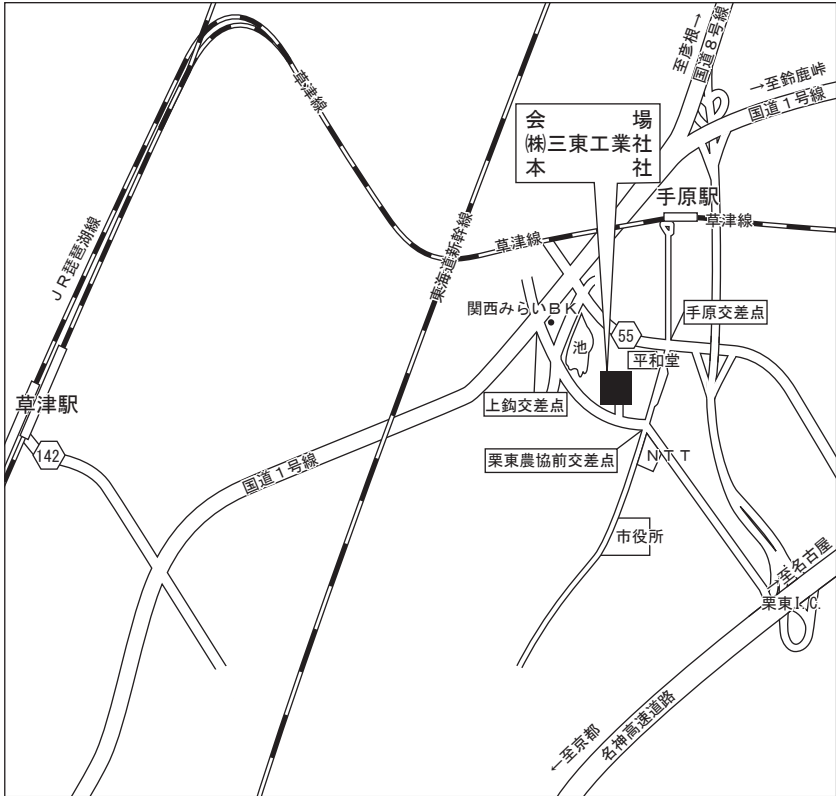 至彦根→
国道8号線
→至鈴鹿峠
国道1号線
草津線
会場
㈱三東工業社
本社
手原駅
草津線
草津線
東海道新幹線
JR琵琶湖線
関西みらいBK
手原交差点
55
池
平和堂
草津駅
上鈎交差点
142
栗東農協前交差点
NTT
国道1号線
市役所
→至名古屋
栗東I.C.
←至京都
名神高速道路